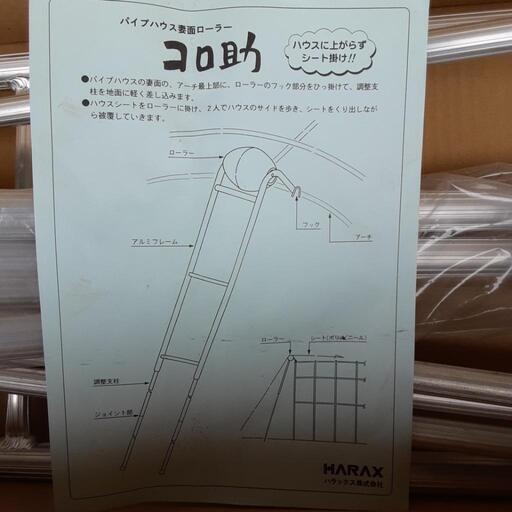 パイプハウス妻面ローラー
コロ助
ハウスに上がらず
シート掛け!!
●パイプハウスの妻面の、アーチ最上部に、ローラーのフック部分をひっ掛けて、調整支
柱を地面に軽く差し込みます。
●ハウスシートをローラーに掛け、2人でハウスのサイドを歩き、シートをくり出しなが
ら被覆していきます。
ローラー
フック
アーチ
アルミフレーム
ローラー
シート(ポリ,ビニール)
調整支柱
ジョイント部
HARAX
ハラックス株式会社